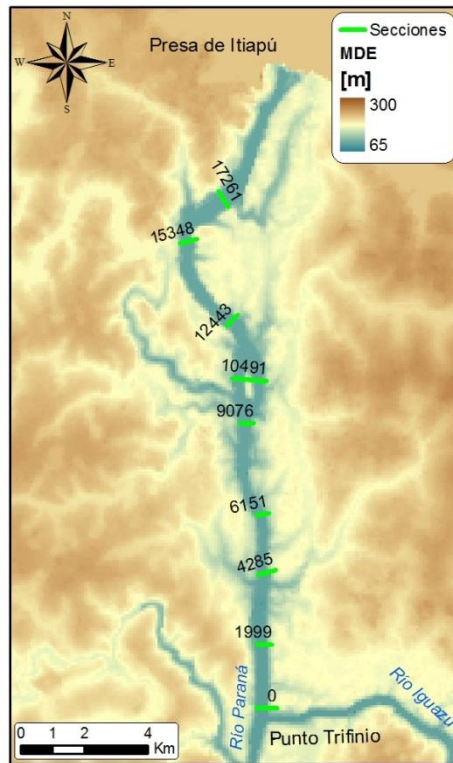 N
W E
S
Presa de Itiapú
Secciones
MDE
[m]
300
65
17261
15348
12443
10491
9076
6151
4285
1999
0
Río Paraná
Río Iguazu
Punto Trifinio
0 1 2 4
Km